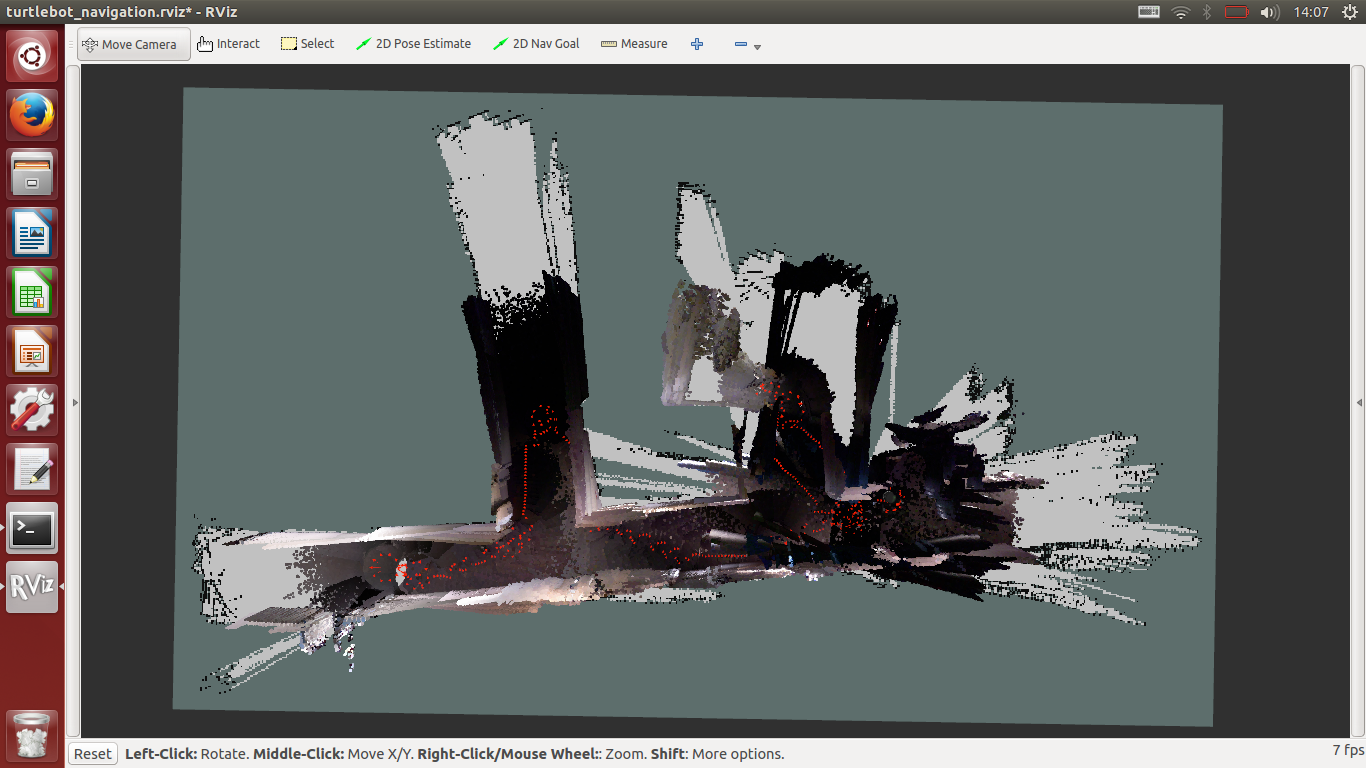 turtlebot_navigation.rviz* - RViz
14:07
Move Camera
Interact
Select
2D Pose Estimate
2D Nav Goal
Measure
RViz
Reset
Left-Click: Rotate. Middle-Click: Move X/Y. Right-Click/Mouse Wheel:: Zoom. Shift: More options.
7 fps